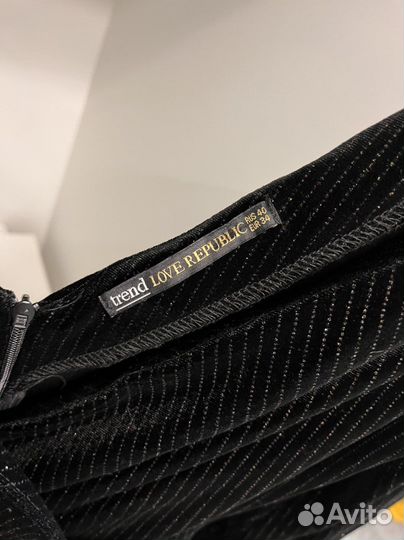 trend LOVE REPUBLIC
RUS 40
EUR 34
Avito